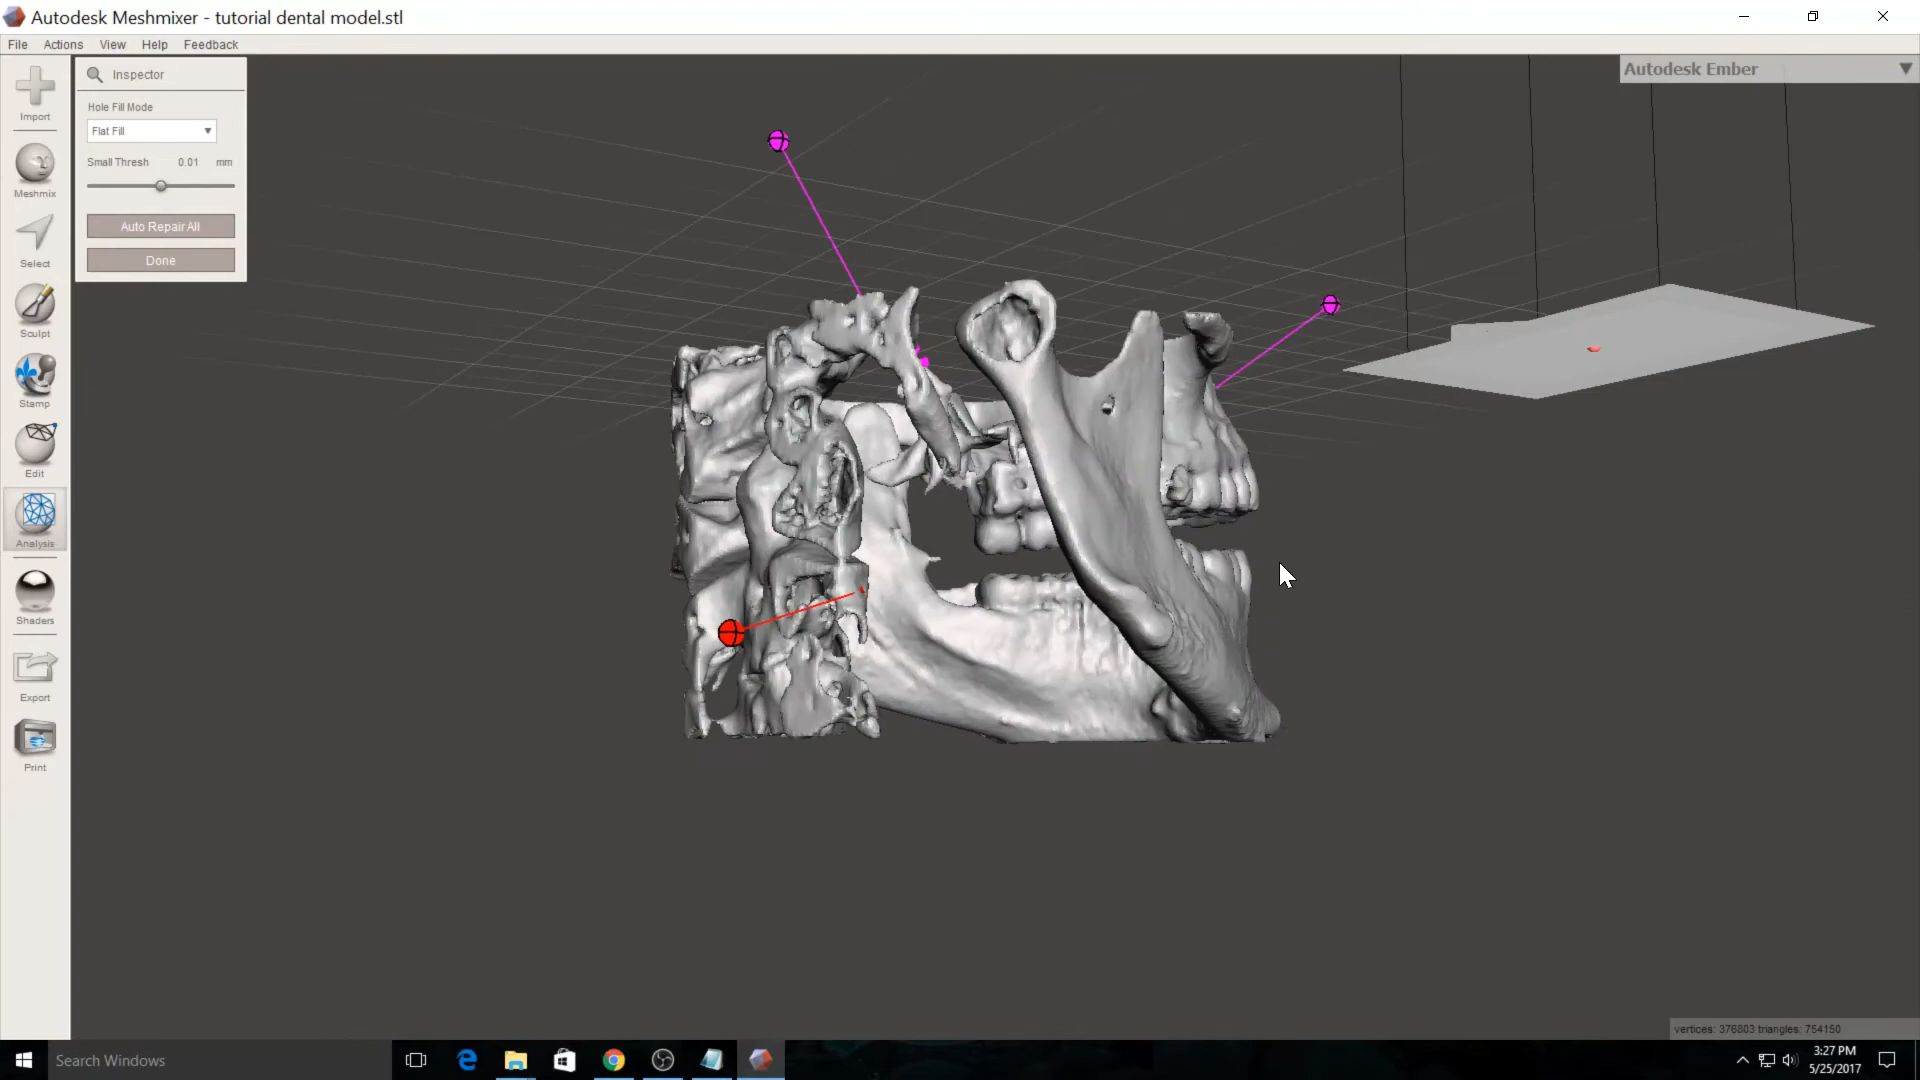 Autodesk Meshmixer - tutorial dental model.stl
File Actions View Help Feedback
Inspector
Hole Fill Mode
Flat Fill
Small Thresh 0.01 mm
Auto Repair All
Done
Autodesk Ember
Import
Meshmix
Select
Sculpt
Stamp
Edit
Analysis
Shaders
Export
Print
vertices: 376803 triangles: 754150
Search Windows
3:27 PM
5/25/2017